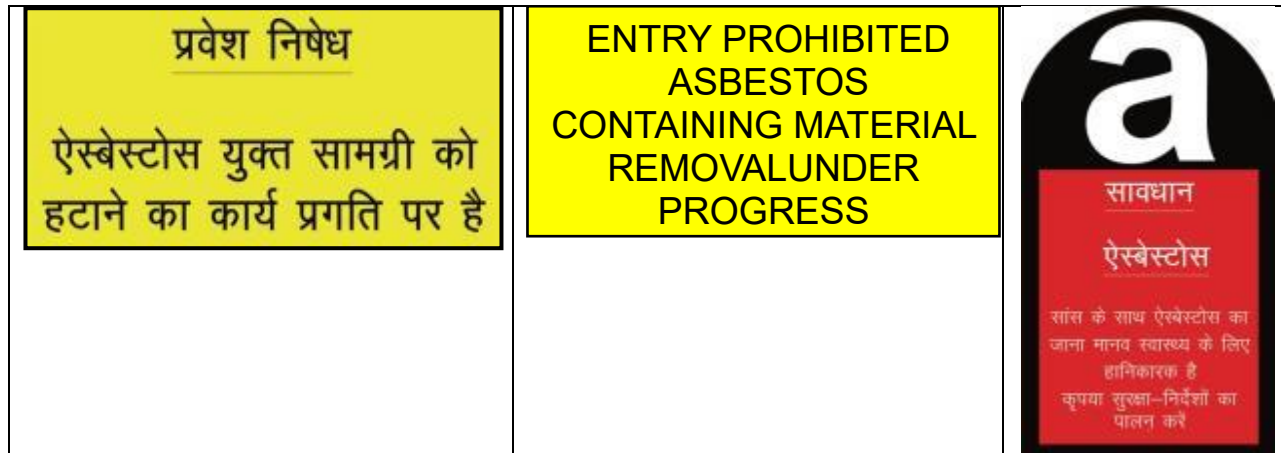 प्रवेश निषेध
ऐस्बेस्टोस युक्त सामग्री को
हटाने का कार्य प्रगति पर है
ENTRY PROHIBITED
ASBESTOS
CONTAINING MATERIAL
REMOVALUNDER
PROGRESS
a
सावधान
ऐस्बेस्टोस
सांस के साथ ऐस्बेस्टोस का
जाना मानव स्वास्थ्य के लिए
हानिकारक है
कृपया सुरक्षा–निर्देशों का
पालन करें